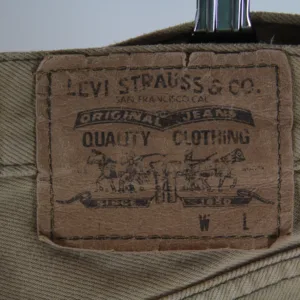 LEVI STRAUSS & CO.
SAN FRANCISCO CAL
ORIGINAL JEANS
QUALITY CLOTHING
SINCE 1850
W L